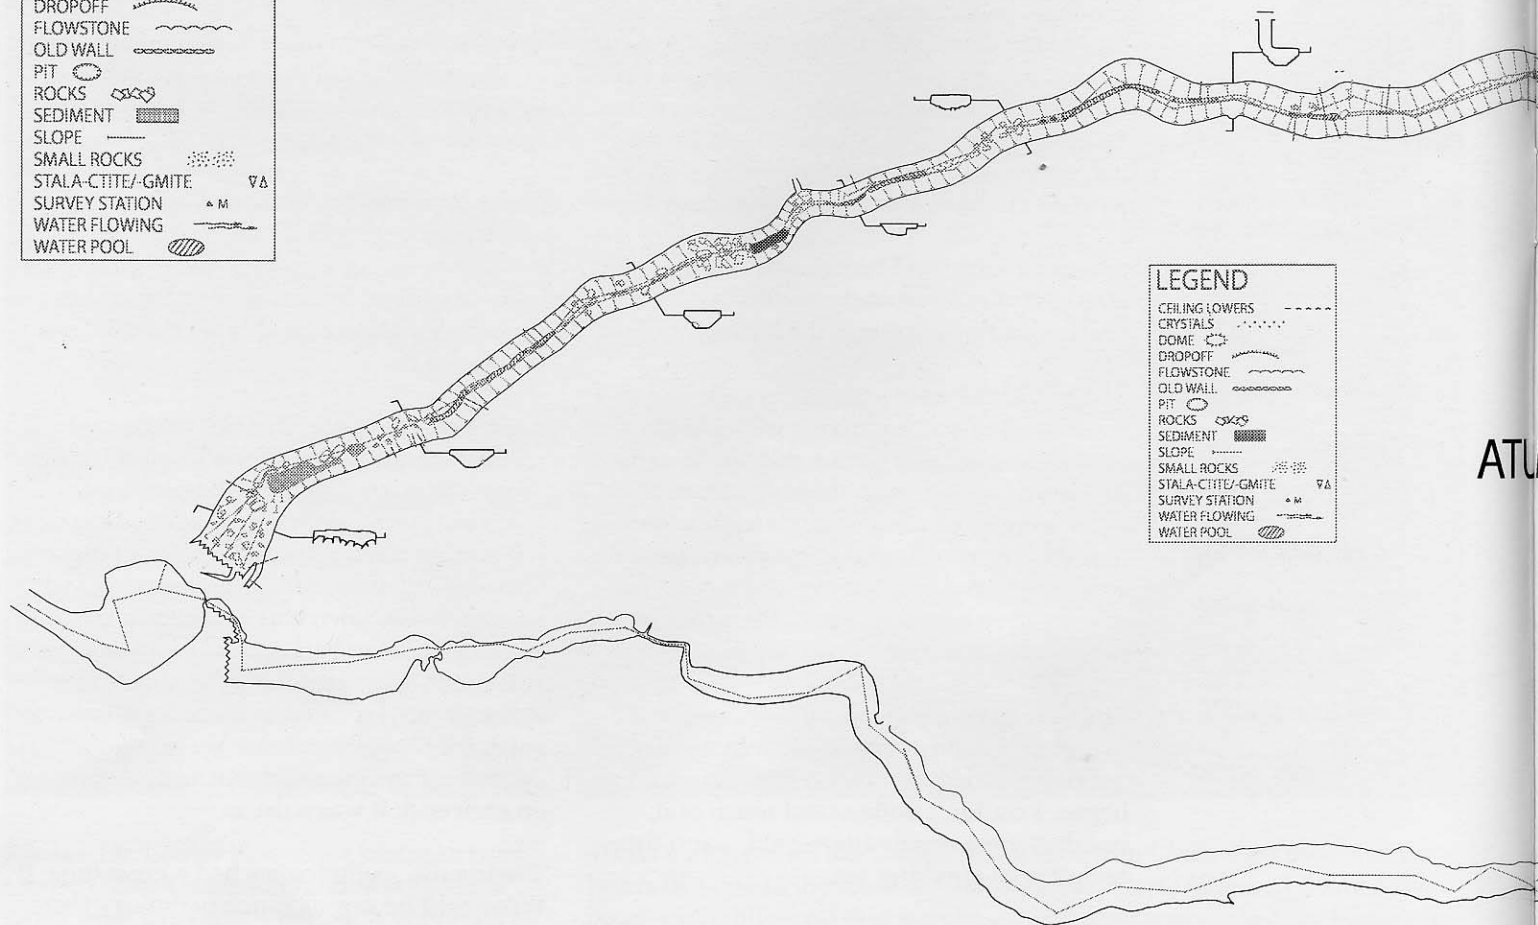 DROPOFF
FLOWSTONE
OLD WALL
PIT
ROCKS
SEDIMENT
SLOPE
SMALL ROCKS
STALA-CTITE/-GMITE
SURVEY STATION M
WATER FLOWING
WATER POOL
LEGEND
CEILING LOWERS
CRYSTALS
DOME
DROPOFF
FLOWSTONE
OLD WALL
PIT
ROCKS
SEDIMENT
SLOPE
SMALL ROCKS
STALA-CTITE/-GMITE
SURVEY STATION M
WATER FLOWING
WATER POOL
ATU